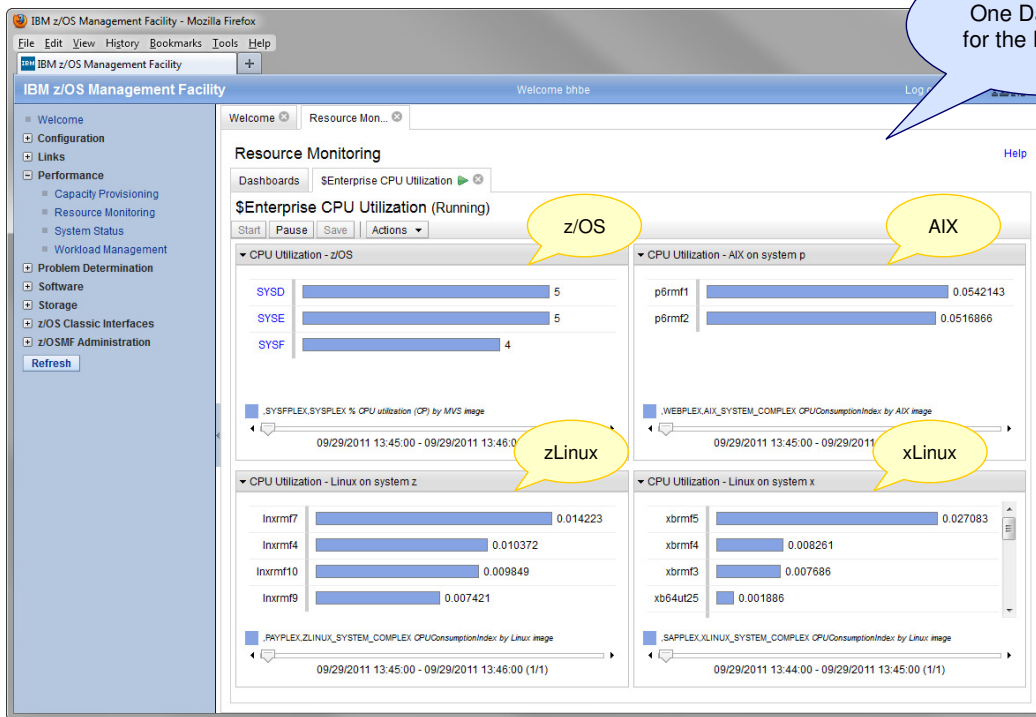 IBM z/OS Management Facility - Mozilla Firefox
One
for the
File Edit View History Bookmarks Tools Help
IBM z/OS Management Facility +
IBM z/OS Management Facility Welcome bhbe Log
Welcome
Configuration
Links
Performance
Capacity Provisioning
Resource Monitoring
System Status
Workload Management
Problem Determination
Software
Storage
z/OS Classic Interfaces
z/OSMF Administration
Refresh
Welcome Resource Mon...
Resource Monitoring Help
Dashboards $Enterprise CPU Utilization
$Enterprise CPU Utilization (Running)
Start Pause Save Actions
z/OS
AIX
CPU Utilization - z/OS
SYSD 5
SYSE 5
SYSF 4
,SYSFPLEX,SYSPLEX % CPU utilization (CP) by MVS image
09/29/2011 13:45:00 - 09/29/2011 13:46:0
CPU Utilization - AIX on system p
p6rmf1 0.0542143
p6rmf2 0.0516866
,WEBPLEX,AIX_SYSTEM_COMPLEX CPUConsumptionIndex by AIX image
09/29/2011 13:45:00 - 09/29/2011
zLinux
xLinux
CPU Utilization - Linux on system z
lnxrmf7 0.014223
lnxrmf4 0.010372
lnxrmf10 0.009849
lnxrmf9 0.007421
,PAYPLEX,ZLINUX_SYSTEM_COMPLEX CPUConsumptionIndex by Linux image
09/29/2011 13:45:00 - 09/29/2011 13:46:00 (1/1)
CPU Utilization - Linux on system x
xbrmf5 0.027083
xbrmf4 0.008261
xbrmf3 0.007686
xb64ut25 0.001886
,SAPPLEX,XLINUX_SYSTEM_COMPLEX CPUConsumptionIndex by Linux image
09/29/2011 13:44:00 - 09/29/2011 13:45:00 (1/1)